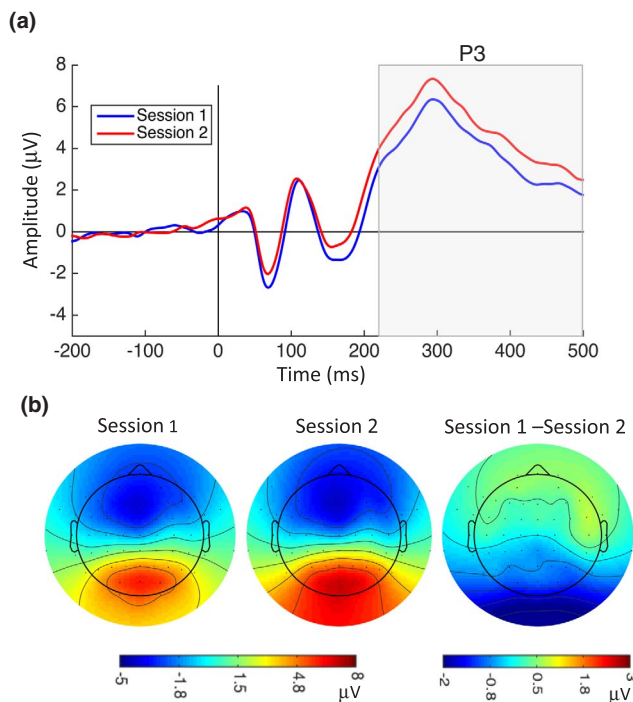 (a)
P3
8
6
4
2
0
-2
-4
Amplitude (μV)
Session 1
Session 2
-200 -100 0 100 200 300 400 500
Time (ms)
(b)
Session 1 Session 2 Session 1 –Session 2
-5 -1.8 1.5 4.8 8
μV
-2 -0.8 0.5 1.8 3
μV